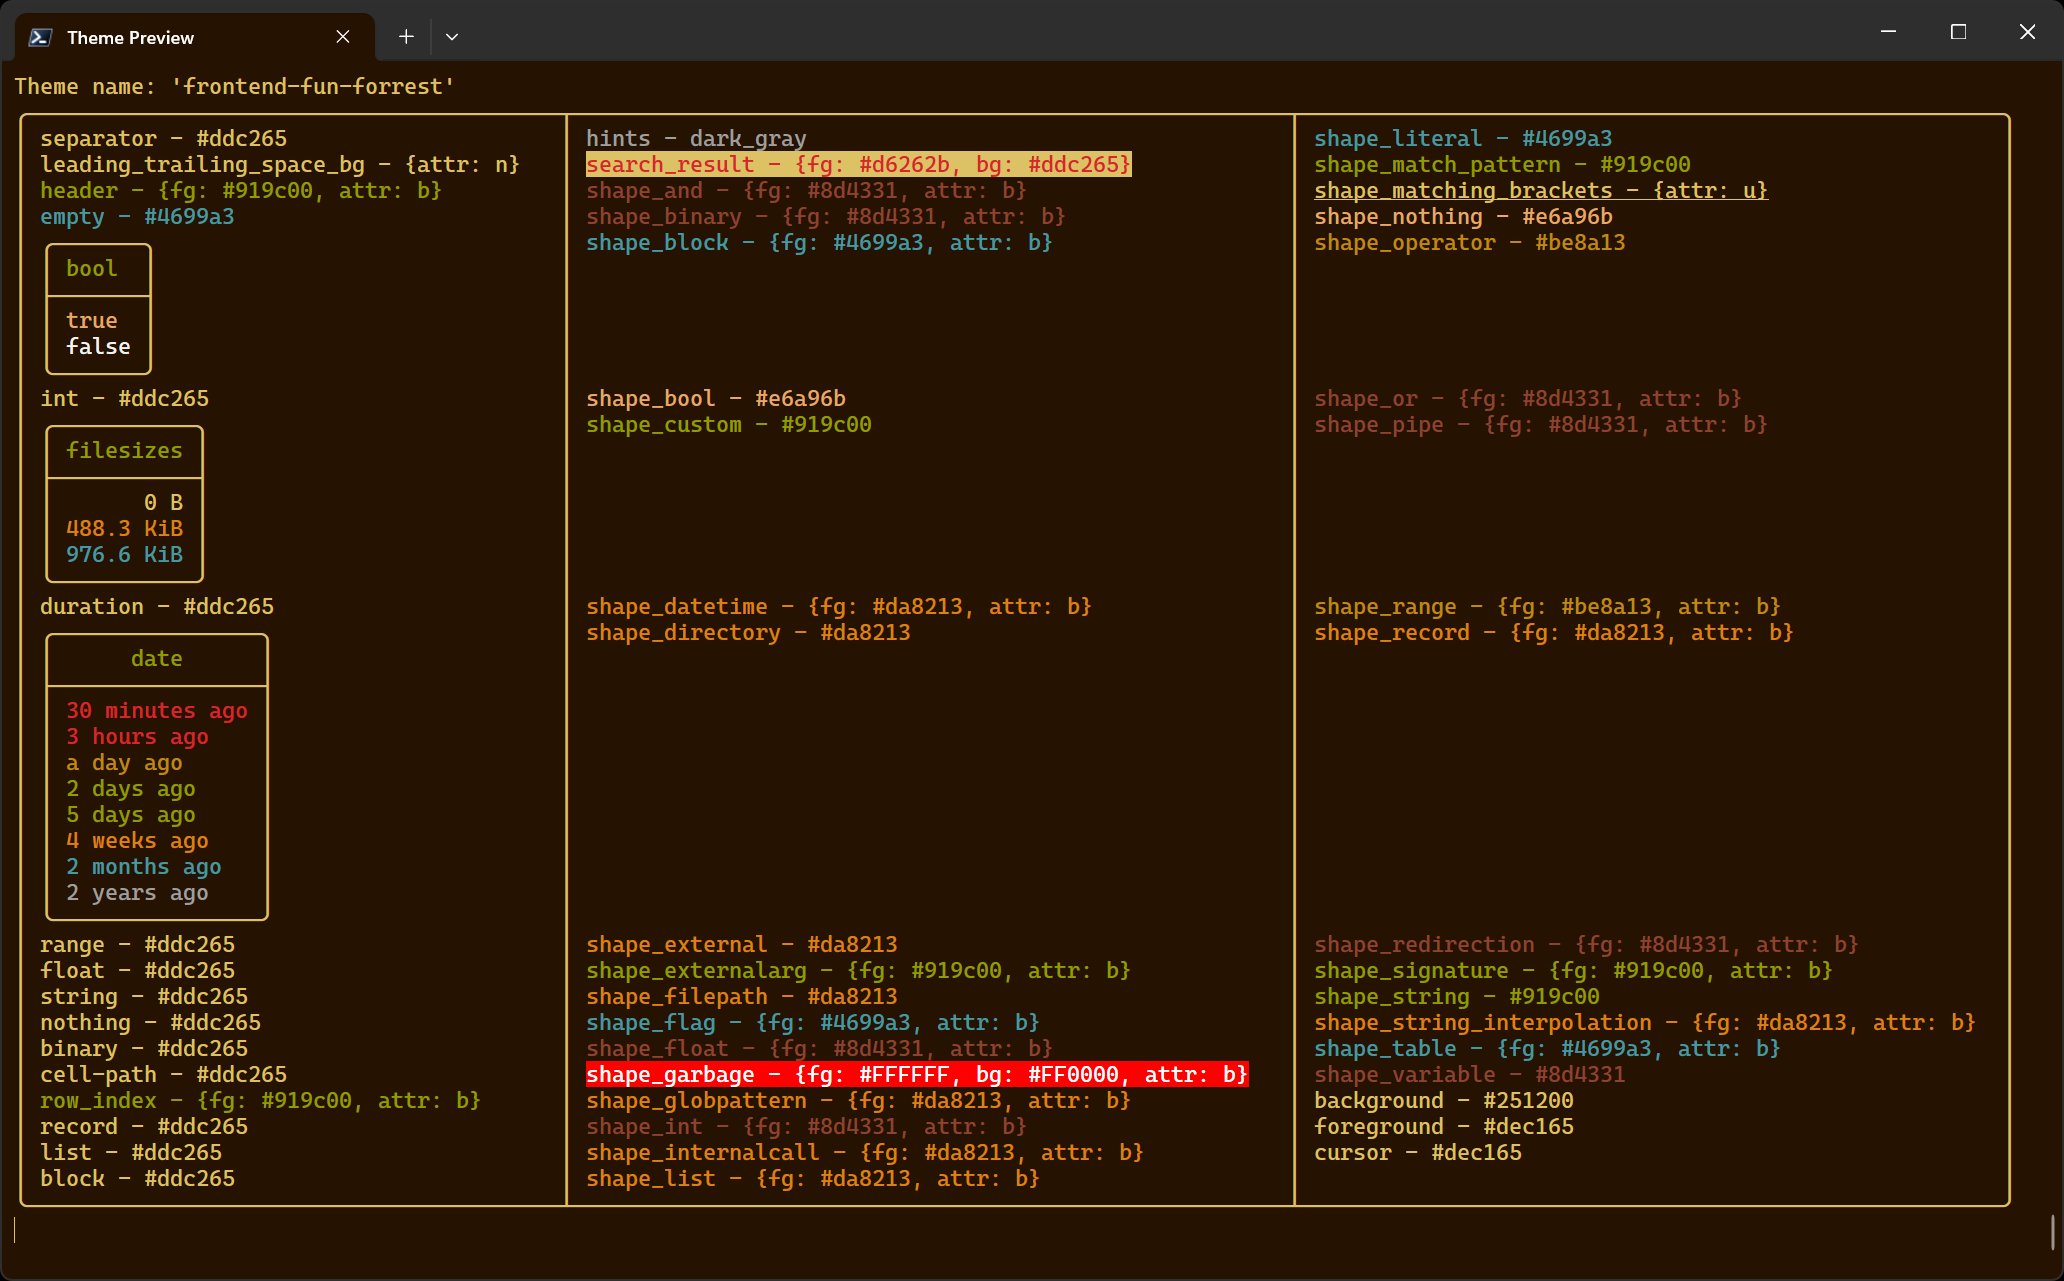 Theme Preview
Theme name: 'frontend-fun-forrest'
separator - #ddc265
leading_trailing_space_bg - {attr: n}
header - {fg: #919c00, attr: b}
empty - #4699a3
bool
true
false
int - #ddc265
filesizes
0 B
488.3 KiB
976.6 KiB
duration - #ddc265
date
30 minutes ago
3 hours ago
a day ago
2 days ago
5 days ago
4 weeks ago
2 months ago
2 years ago
range - #ddc265
float - #ddc265
string - #ddc265
nothing - #ddc265
binary - #ddc265
cell-path - #ddc265
row_index - {fg: #919c00, attr: b}
record - #ddc265
list - #ddc265
block - #ddc265
hints - dark_gray
search_result - {fg: #d6262b, bg: #ddc265}
shape_and - {fg: #8d4331, attr: b}
shape_binary - {fg: #8d4331, attr: b}
shape_block - {fg: #4699a3, attr: b}
shape_bool - #e6a96b
shape_custom - #919c00
shape_datetime - {fg: #da8213, attr: b}
shape_directory - #da8213
shape_external - #da8213
shape_externalarg - {fg: #919c00, attr: b}
shape_filepath - #da8213
shape_flag - {fg: #4699a3, attr: b}
shape_float - {fg: #8d4331, attr: b}
shape_garbage - {fg: #FFFFFF, bg: #FF0000, attr: b}
shape_globpattern - {fg: #da8213, attr: b}
shape_int - {fg: #8d4331, attr: b}
shape_internalcall - {fg: #da8213, attr: b}
shape_list - {fg: #da8213, attr: b}
shape_literal - #4699a3
shape_match_pattern - #919c00
shape_matching_brackets - {attr: u}
shape_nothing - #e6a96b
shape_operator - #be8a13
shape_or - {fg: #8d4331, attr: b}
shape_pipe - {fg: #8d4331, attr: b}
shape_range - {fg: #be8a13, attr: b}
shape_record - {fg: #da8213, attr: b}
shape_redirection - {fg: #8d4331, attr: b}
shape_signature - {fg: #919c00, attr: b}
shape_string - #919c00
shape_string_interpolation - {fg: #da8213, attr: b}
shape_table - {fg: #4699a3, attr: b}
shape_variable - #8d4331
background - #251200
foreground - #dec165
cursor - #dec165